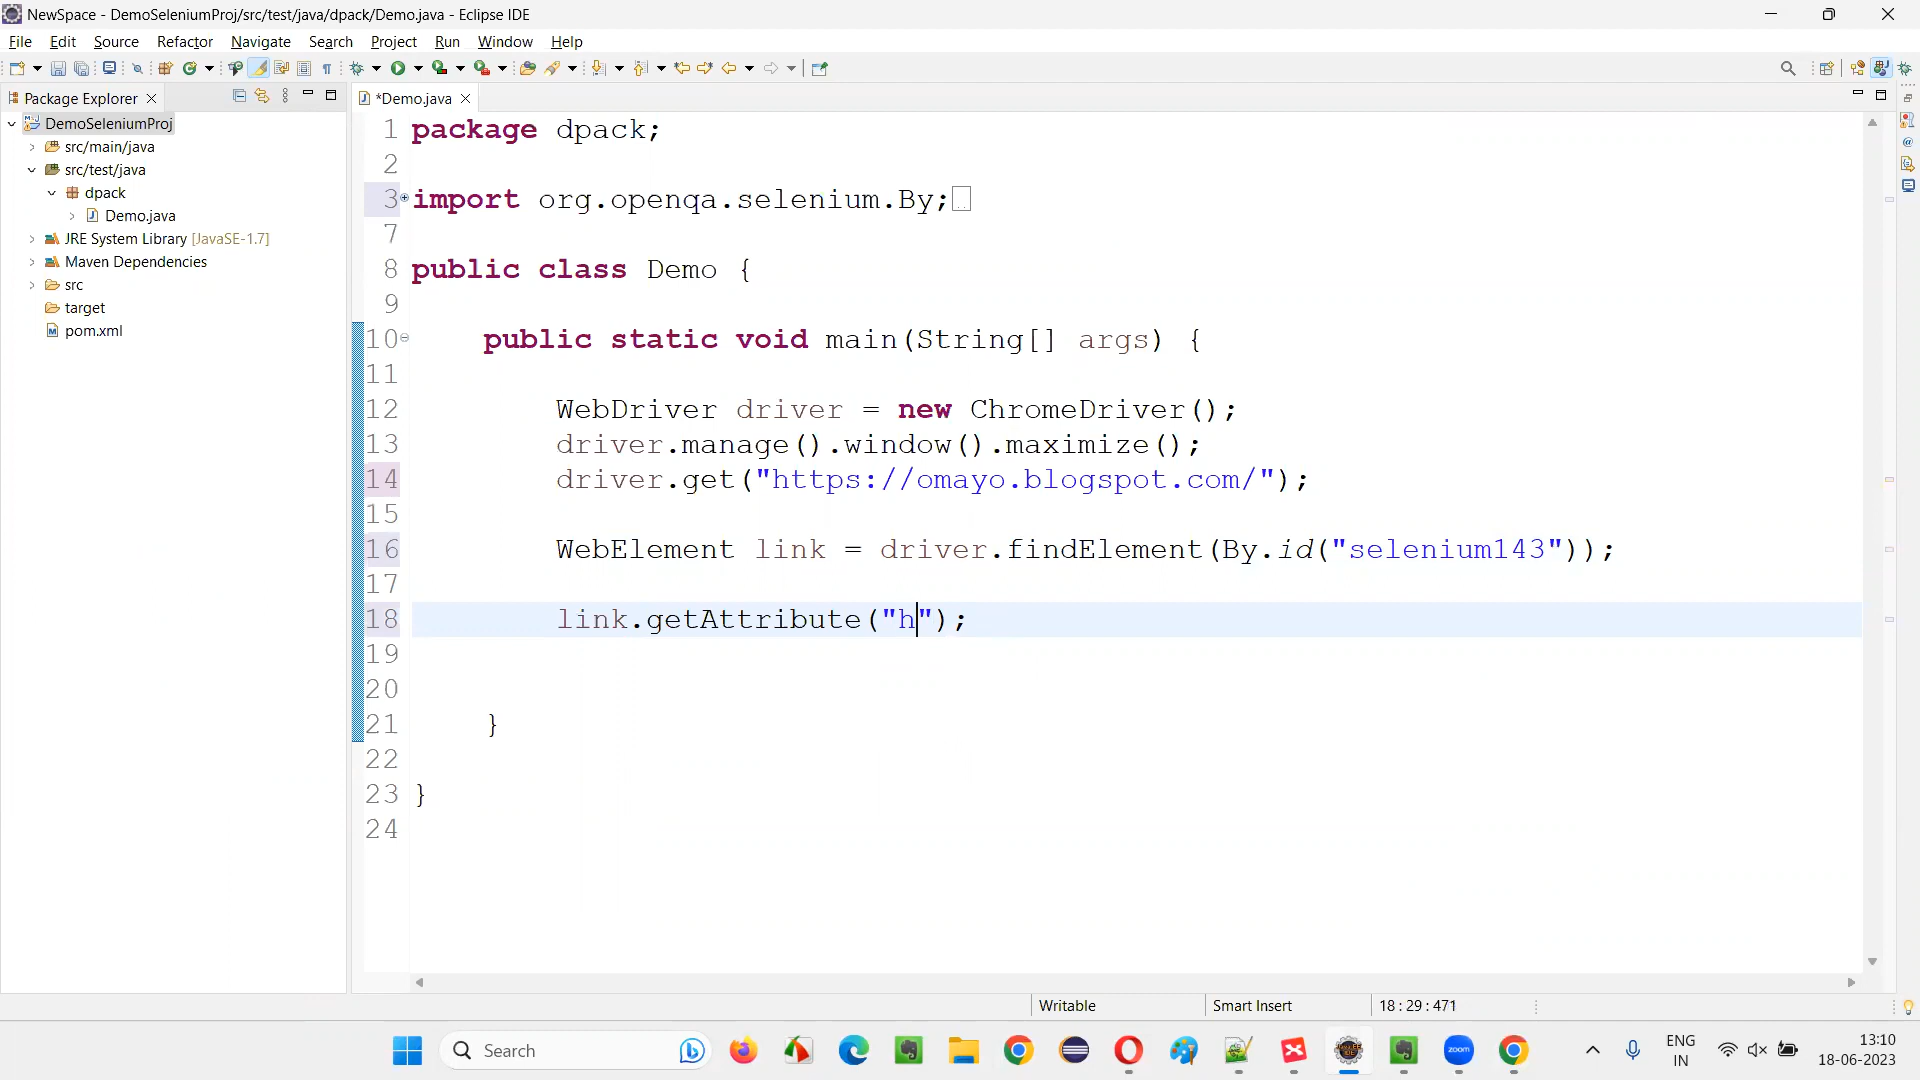 NewSpace - DemoSeleniumProj/src/test/java/dpack/Demo.java - Eclipse IDE
File Edit Source Refactor Navigate Search Project Run Window Help
Package Explorer
*Demo.java
DemoSeleniumProj
src/main/java
src/test/java
dpack
Demo.java
JRE System Library [JavaSE-1.7]
Maven Dependencies
src
target
pom.xml
1 package dpack;
2
3 import org.openqa.selenium.By;
7
8 public class Demo {
9
10 public static void main(String[] args) {
11
12 WebDriver driver = new ChromeDriver();
13 driver.manage().window().maximize();
14 driver.get("https://omayo.blogspot.com/");
15
16 WebElement link = driver.findElement(By.id("selenium143"));
17
18 link.getAttribute("h");
19
20
21 }
22
23 }
24
Writable Smart Insert 18 : 29 : 471
Search
zoom
ENG
IN
13:10
18-06-2023